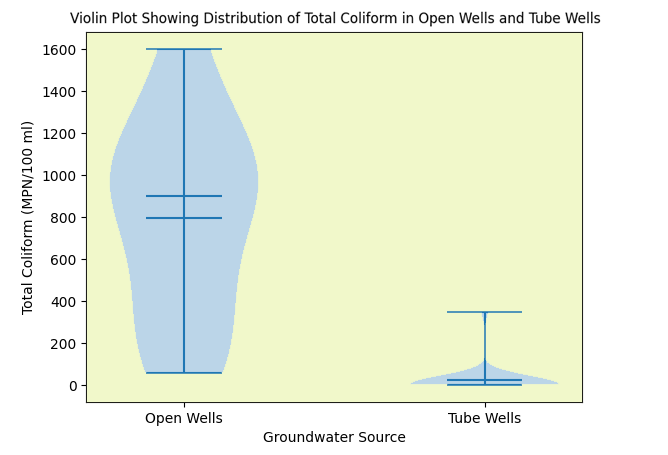 Violin Plot Showing Distribution of Total Coliform in Open Wells and Tube Wells
1600
1400
1200
1000
800
600
400
200
0
Total Coliform (MPN/100 ml)
Open Wells
Tube Wells
Groundwater Source